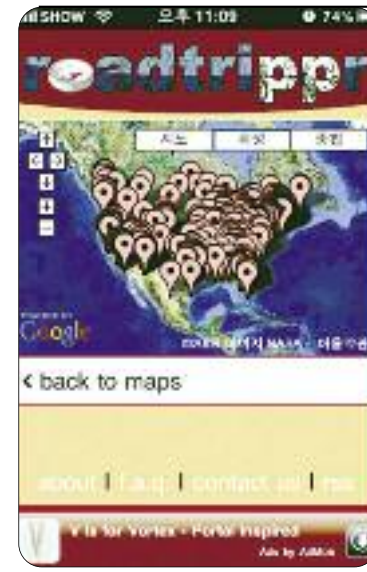 SHOW 오후 11:09 74%
roadtrippr
지도 위성 혼합
Google
< back to maps
about | f.a.q. | contact us | rss
V is for Vortex - Portal Inspired
Ads by AdMob